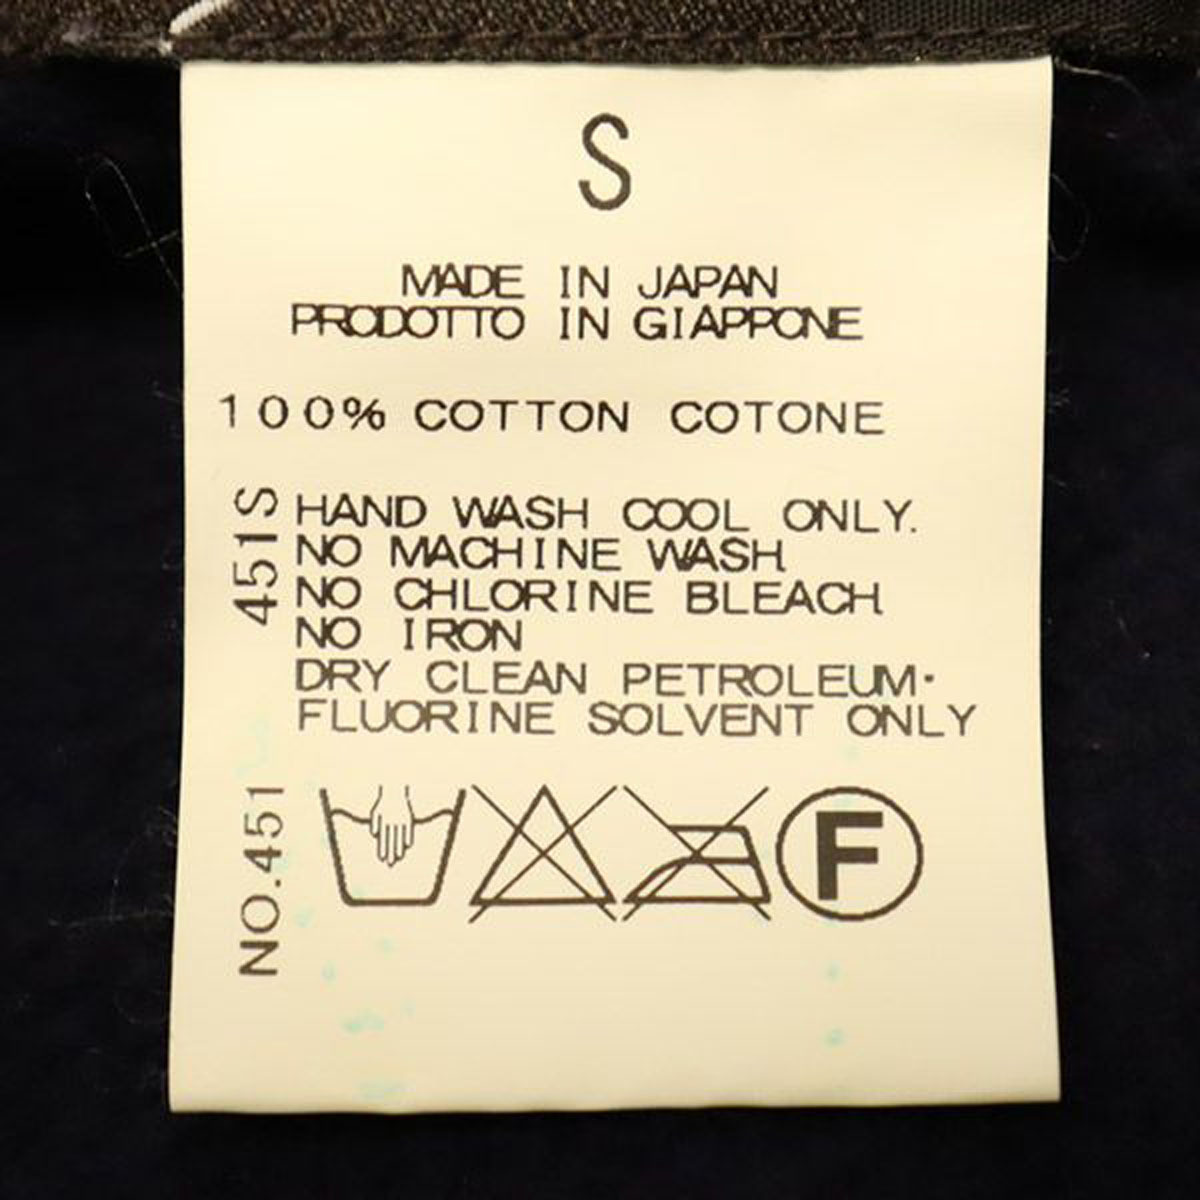 S
MADE IN JAPAN
PRODOTTO IN GIAPPONE
100% COTTON COTONE
451S
HAND WASH COOL ONLY.
NO MACHINE WASH
NO CHLORINE BLEACH
NO IRON
DRY CLEAN PETROLEUM·
FLUORINE SOLVENT ONLY
NO.451
F